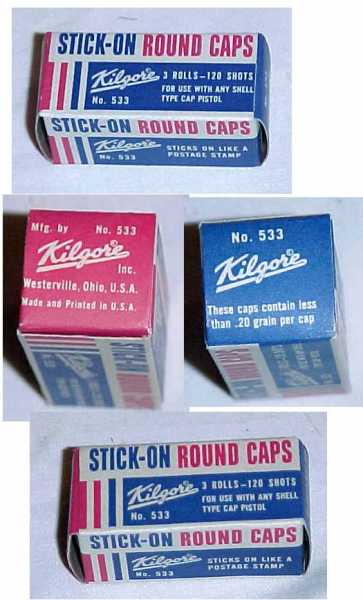 STICK-ON ROUND CAPS
Kilgore
No. 533
3 ROLLS-120 SHOTS
FOR USE WITH ANY SHELL
TYPE CAP PISTOL
STICK-ON ROUND CAPS
Kilgore
No. 533
STICKS ON LIKE A
POSTAGE STAMP
Mfg. by No. 533
Kilgore
Inc.
Westerville, Ohio, U.S.A.
Made and Printed in U.S.A.
No. 533
Kilgore
These caps contain less
than .20 grain per cap
STICK-ON ROUND CAPS
Kilgore
No. 533
3 ROLLS-120 SHOTS
FOR USE WITH ANY SHELL
TYPE CAP PISTOL
STICK-ON ROUND CAPS
Kilgore
No. 533
STICKS ON LIKE A
POSTAGE STAMP